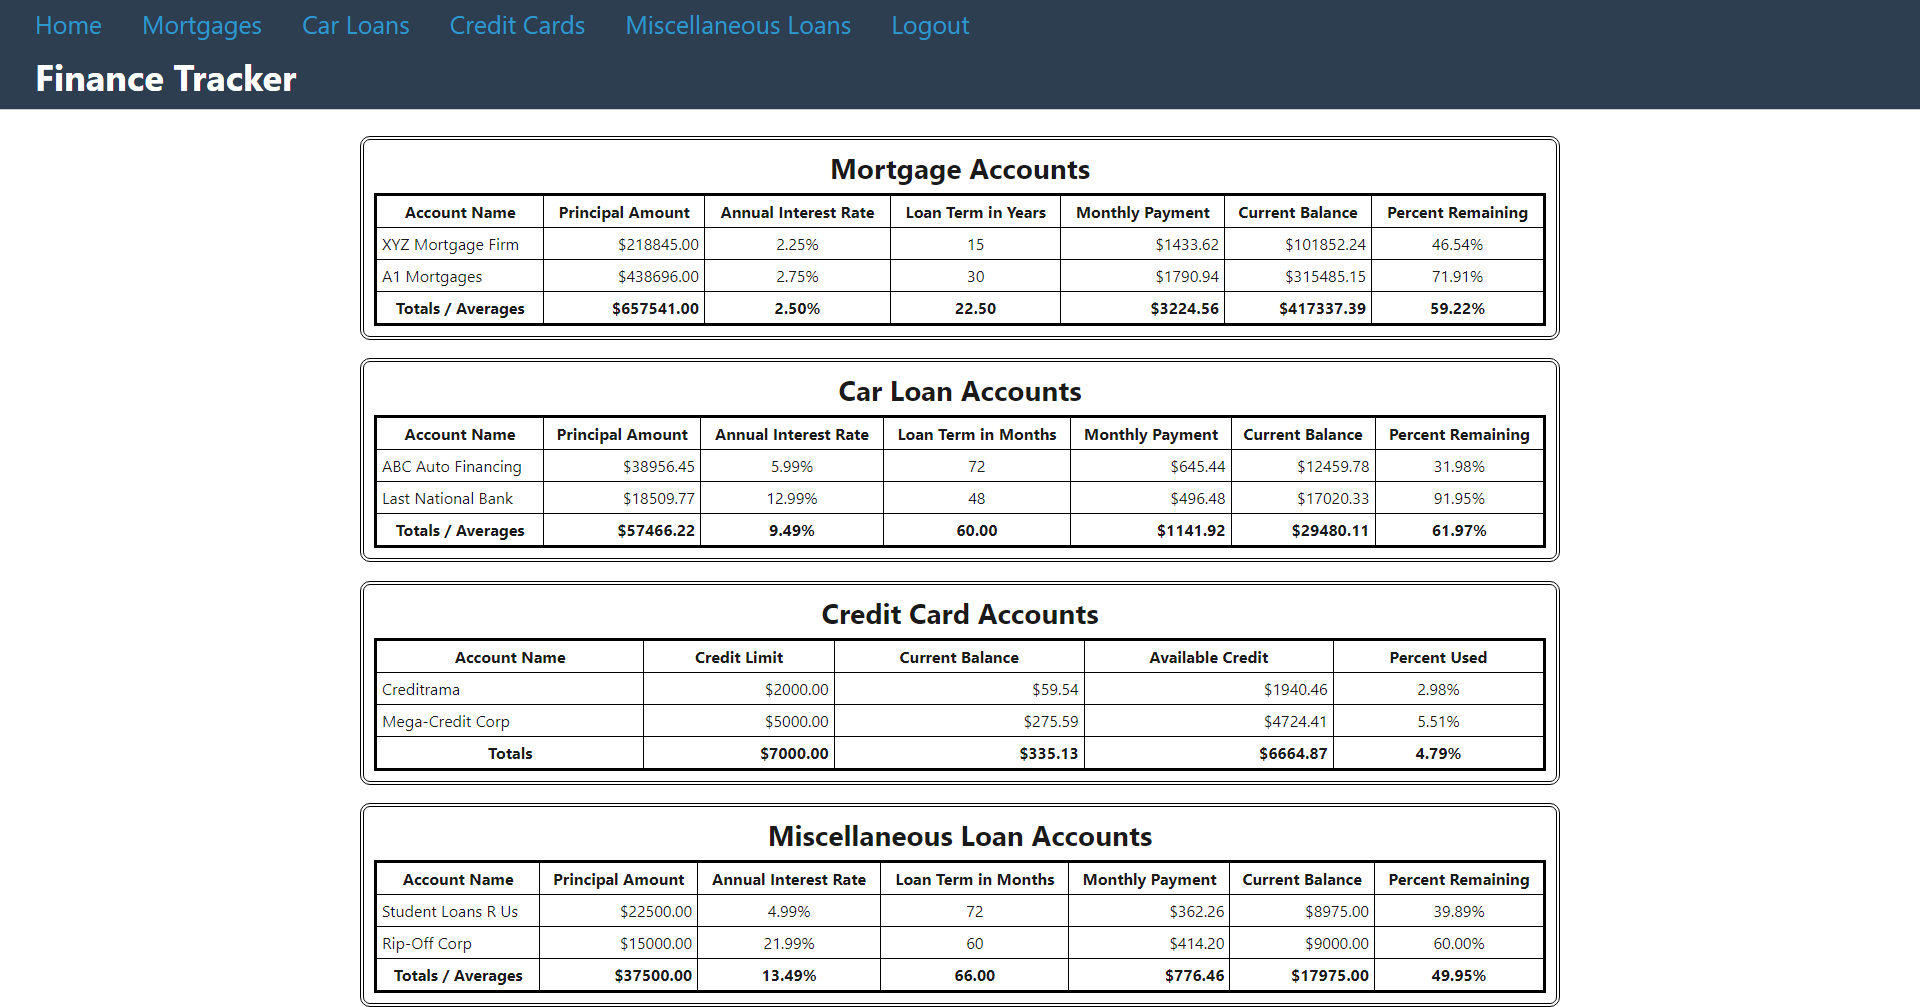 Home Mortgages Car Loans Credit Cards Miscellaneous Loans Logout
Finance Tracker
Mortgage Accounts
Account Name Principal Amount Annual Interest Rate Loan Term in Years Monthly Payment Current Balance Percent Remaining
XYZ Mortgage Firm $218845.00 2.25% 15 $1433.62 $101852.24 46.54%
A1 Mortgages $438696.00 2.75% 30 $1790.94 $315485.15 71.91%
Totals / Averages $657541.00 2.50% 22.50 $3224.56 $417337.39 59.22%
Car Loan Accounts
Account Name Principal Amount Annual Interest Rate Loan Term in Months Monthly Payment Current Balance Percent Remaining
ABC Auto Financing $38956.45 5.99% 72 $645.44 $12459.78 31.98%
Last National Bank $18509.77 12.99% 48 $496.48 $17020.33 91.95%
Totals / Averages $57466.22 9.49% 60.00 $1141.92 $29480.11 61.97%
Credit Card Accounts
Account Name Credit Limit Current Balance Available Credit Percent Used
Creditrama $2000.00 $59.54 $1940.46 2.98%
Mega-Credit Corp $5000.00 $275.59 $4724.41 5.51%
Totals $7000.00 $335.13 $6664.87 4.79%
Miscellaneous Loan Accounts
Account Name Principal Amount Annual Interest Rate Loan Term in Months Monthly Payment Current Balance Percent Remaining
Student Loans R Us $22500.00 4.99% 72 $362.26 $8975.00 39.89%
Rip-Off Corp $15000.00 21.99% 60 $414.20 $9000.00 60.00%
Totals / Averages $37500.00 13.49% 66.00 $776.46 $17975.00 49.95%